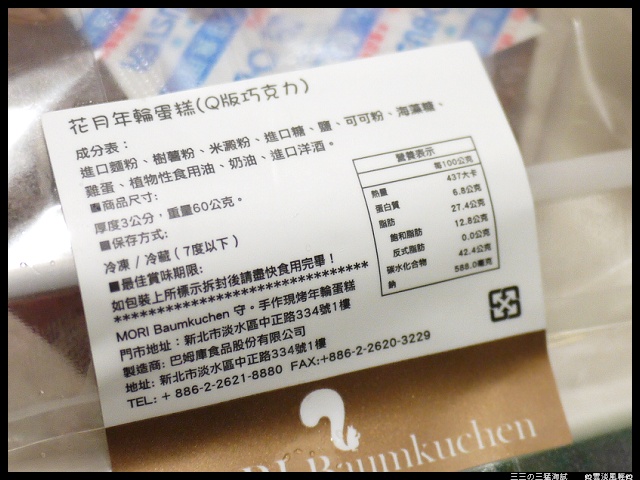 花月年輪蛋糕(Q版巧克力)
成分表：
進口麵粉、樹薯粉、米澱粉、進口糖、鹽、可可粉、海藻糖、
雞蛋、植物性食用油、奶油、進口洋酒。
■商品尺寸:
厚度3公分，重量60公克。
■保存方式:
冷凍 / 冷藏 ( 7度以下 )
■最佳賞味期限:
如包裝上所標示拆封後請盡快食用完畢！
MORI Baumkuchen 守。手作現烤年輪蛋糕
門市地址：新北市淡水區中正路334號1樓
製造商: 巴姆庫食品股份有限公司
地址: 新北市淡水區中正路334號1樓
TEL: + 886-2-2621-8880 FAX:+886-2-2620-3229
營養表示
每100公克
熱量 437大卡
蛋白質 6.8公克
脂肪 27.4公克
飽和脂肪 12.8公克
反式脂肪 0.0公克
碳水化合物 42.4公克
鈉 588.0毫克
Baumkuchen
三三の三猛海賊
雲淡風輕